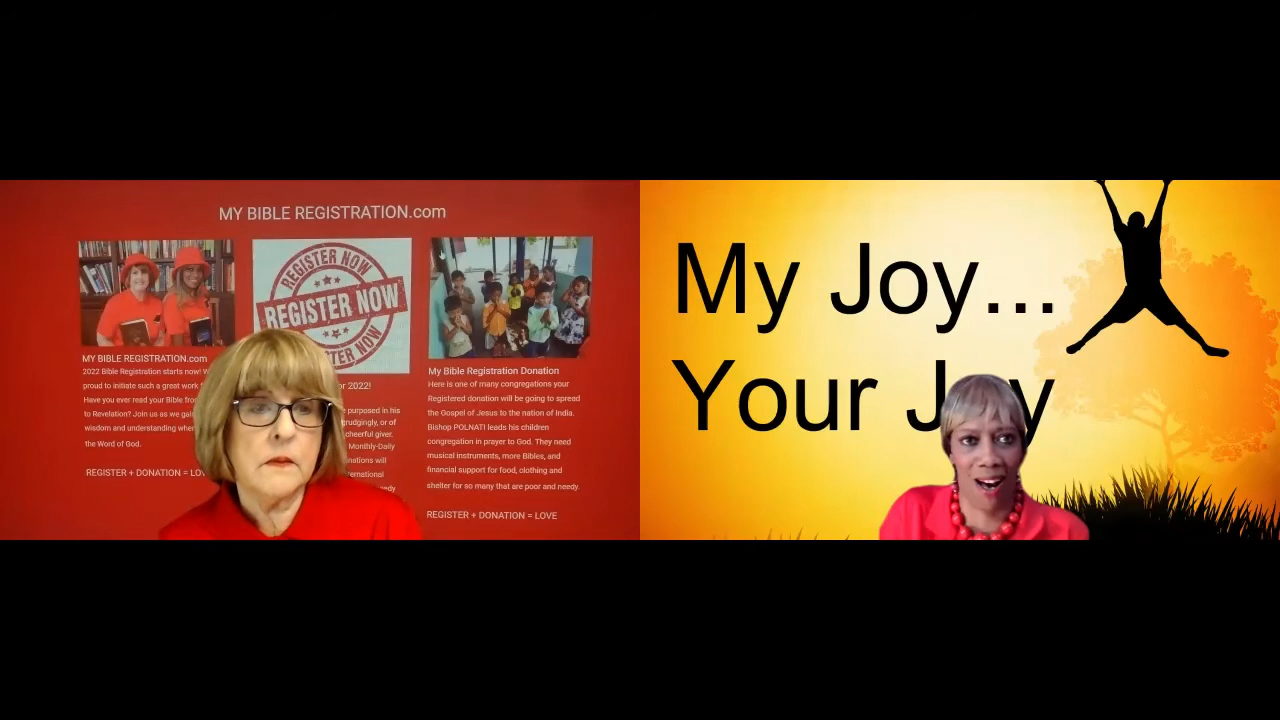 MY BIBLE REGISTRATION.com
REGISTER NOW
REGISTER NOW
TER NOW
MY BIBLE REGISTRATION.com
2022 Bible Registration starts now! W
proud to initiate such a great work
Have you ever read your Bible fro
to Revelation? Join us as we gai
wisdom and understanding when
the Word of God.
REGISTER + DONATION = LOV
or 2022!
e purposed in his
grudgingly, or of
cheerful giver.
Monthly-Daily
nations will
ternational
edy
My Bible Registration Donation
Here is one of many congregations your
Registered donation will be going to spread
the Gospel of Jesus to the nation of India.
Bishop POLNATI leads his children
congregation in prayer to God. They need
musical instruments, more Bibles, and
financial support for food, clothing and
shelter for so many that are poor and needy.
REGISTER + DONATION = LOVE
My Joy...
Your J y